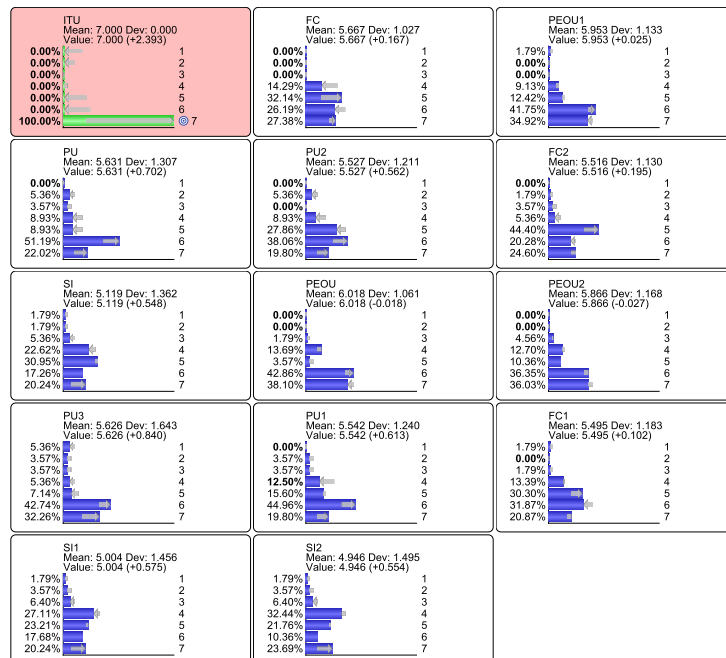 ITU
Mean: 7.000 Dev: 0.000
Value: 7.000 (+2.393)
0.00% 1
0.00% 2
0.00% 3
0.00% 4
0.00% 5
0.00% 6
100.00% 7
FC
Mean: 5.667 Dev: 1.027
Value: 5.667 (+0.167)
0.00% 1
0.00% 2
0.00% 3
14.29% 4
32.14% 5
26.19% 6
27.38% 7
PEOU1
Mean: 5.953 Dev: 1.133
Value: 5.953 (+0.025)
1.79% 1
0.00% 2
0.00% 3
9.13% 4
12.42% 5
41.75% 6
34.92% 7
PU
Mean: 5.631 Dev: 1.307
Value: 5.631 (+0.702)
0.00% 1
5.36% 2
3.57% 3
8.93% 4
8.93% 5
51.19% 6
22.02% 7
PU2
Mean: 5.527 Dev: 1.211
Value: 5.527 (+0.562)
0.00% 1
5.36% 2
0.00% 3
8.93% 4
27.86% 5
38.06% 6
19.80% 7
FC2
Mean: 5.516 Dev: 1.130
Value: 5.516 (+0.195)
0.00% 1
1.79% 2
3.57% 3
5.36% 4
44.40% 5
20.28% 6
24.60% 7
SI
Mean: 5.119 Dev: 1.362
Value: 5.119 (+0.548)
1.79% 1
1.79% 2
5.36% 3
22.62% 4
30.95% 5
17.26% 6
20.24% 7
PEOU
Mean: 6.018 Dev: 1.061
Value: 6.018 (-0.018)
0.00% 1
0.00% 2
1.79% 3
13.69% 4
3.57% 5
42.86% 6
38.10% 7
PEOU2
Mean: 5.866 Dev: 1.168
Value: 5.866 (-0.027)
0.00% 1
0.00% 2
4.56% 3
12.70% 4
10.36% 5
36.35% 6
36.03% 7
PU3
Mean: 5.626 Dev: 1.643
Value: 5.626 (+0.840)
5.36% 1
3.57% 2
3.57% 3
5.36% 4
7.14% 5
42.74% 6
32.26% 7
PU1
Mean: 5.542 Dev: 1.240
Value: 5.542 (+0.613)
0.00% 1
3.57% 2
3.57% 3
12.50% 4
15.60% 5
44.96% 6
19.80% 7
FC1
Mean: 5.495 Dev: 1.183
Value: 5.495 (+0.102)
1.79% 1
0.00% 2
1.79% 3
13.39% 4
30.30% 5
31.87% 6
20.87% 7
SI1
Mean: 5.004 Dev: 1.456
Value: 5.004 (+0.575)
1.79% 1
3.57% 2
6.40% 3
27.11% 4
23.21% 5
17.68% 6
20.24% 7
SI2
Mean: 4.946 Dev: 1.495
Value: 4.946 (+0.554)
1.79% 1
3.57% 2
6.40% 3
32.44% 4
21.76% 5
10.36% 6
23.69% 7